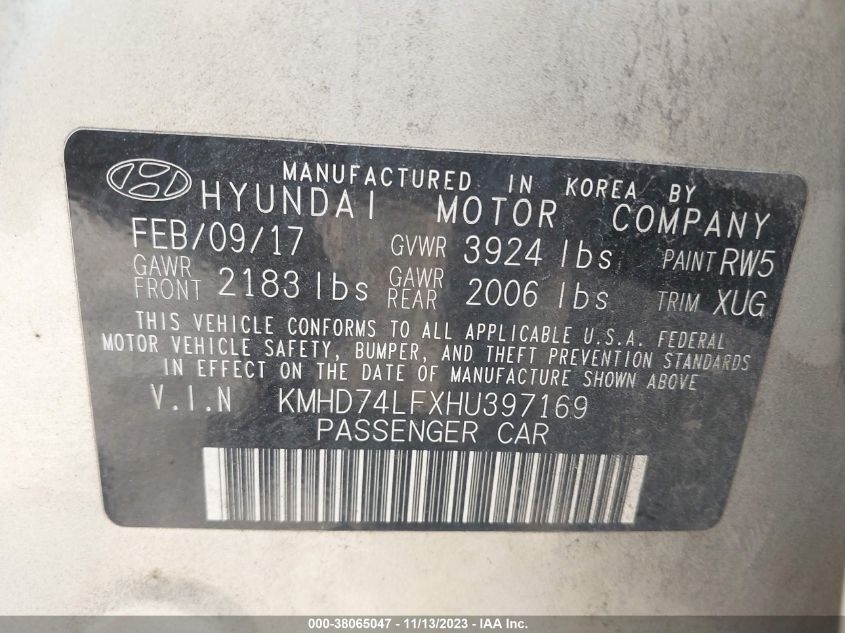 MANUFACTURED IN KOREA BY
HYUNDAI MOTOR COMPANY
FEB/09/17 GVWR 3924 lbs PAINT RW5
GAWR FRONT 2183 lbs GAWR REAR 2006 lbs TRIM XUG
THIS VEHICLE CONFORMS TO ALL APPLICABLE U.S.A. FEDERAL
MOTOR VEHICLE SAFETY, BUMPER, AND THEFT PREVENTION STANDARDS
IN EFFECT ON THE DATE OF MANUFACTURE SHOWN ABOVE
V.I.N KMHD74LFXHU397169
PASSENGER CAR
000-38065047 - 11/13/2023 - IAA Inc.